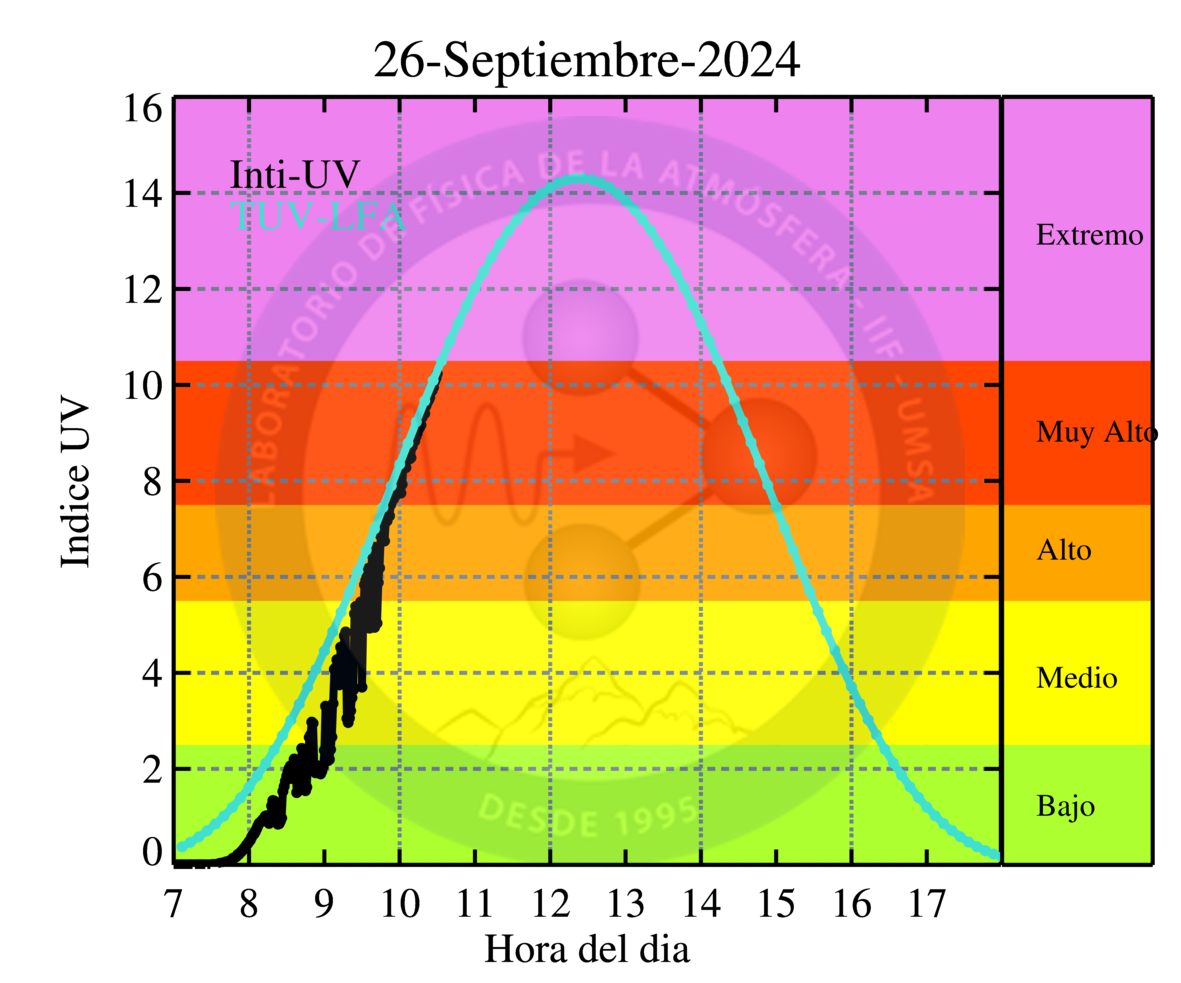 26-Septiembre-2024
Inti-UV
TUV-LFA
LABORATORIO DE FÍSICA DE LA ATMÓSFERA - IIF - UMSA
DESDE 1995
Indice UV
16
14
12
10
8
6
4
2
0
Extremo
Muy Alto
Alto
Medio
Bajo
7 8 9 10 11 12 13 14 15 16 17
Hora del dia